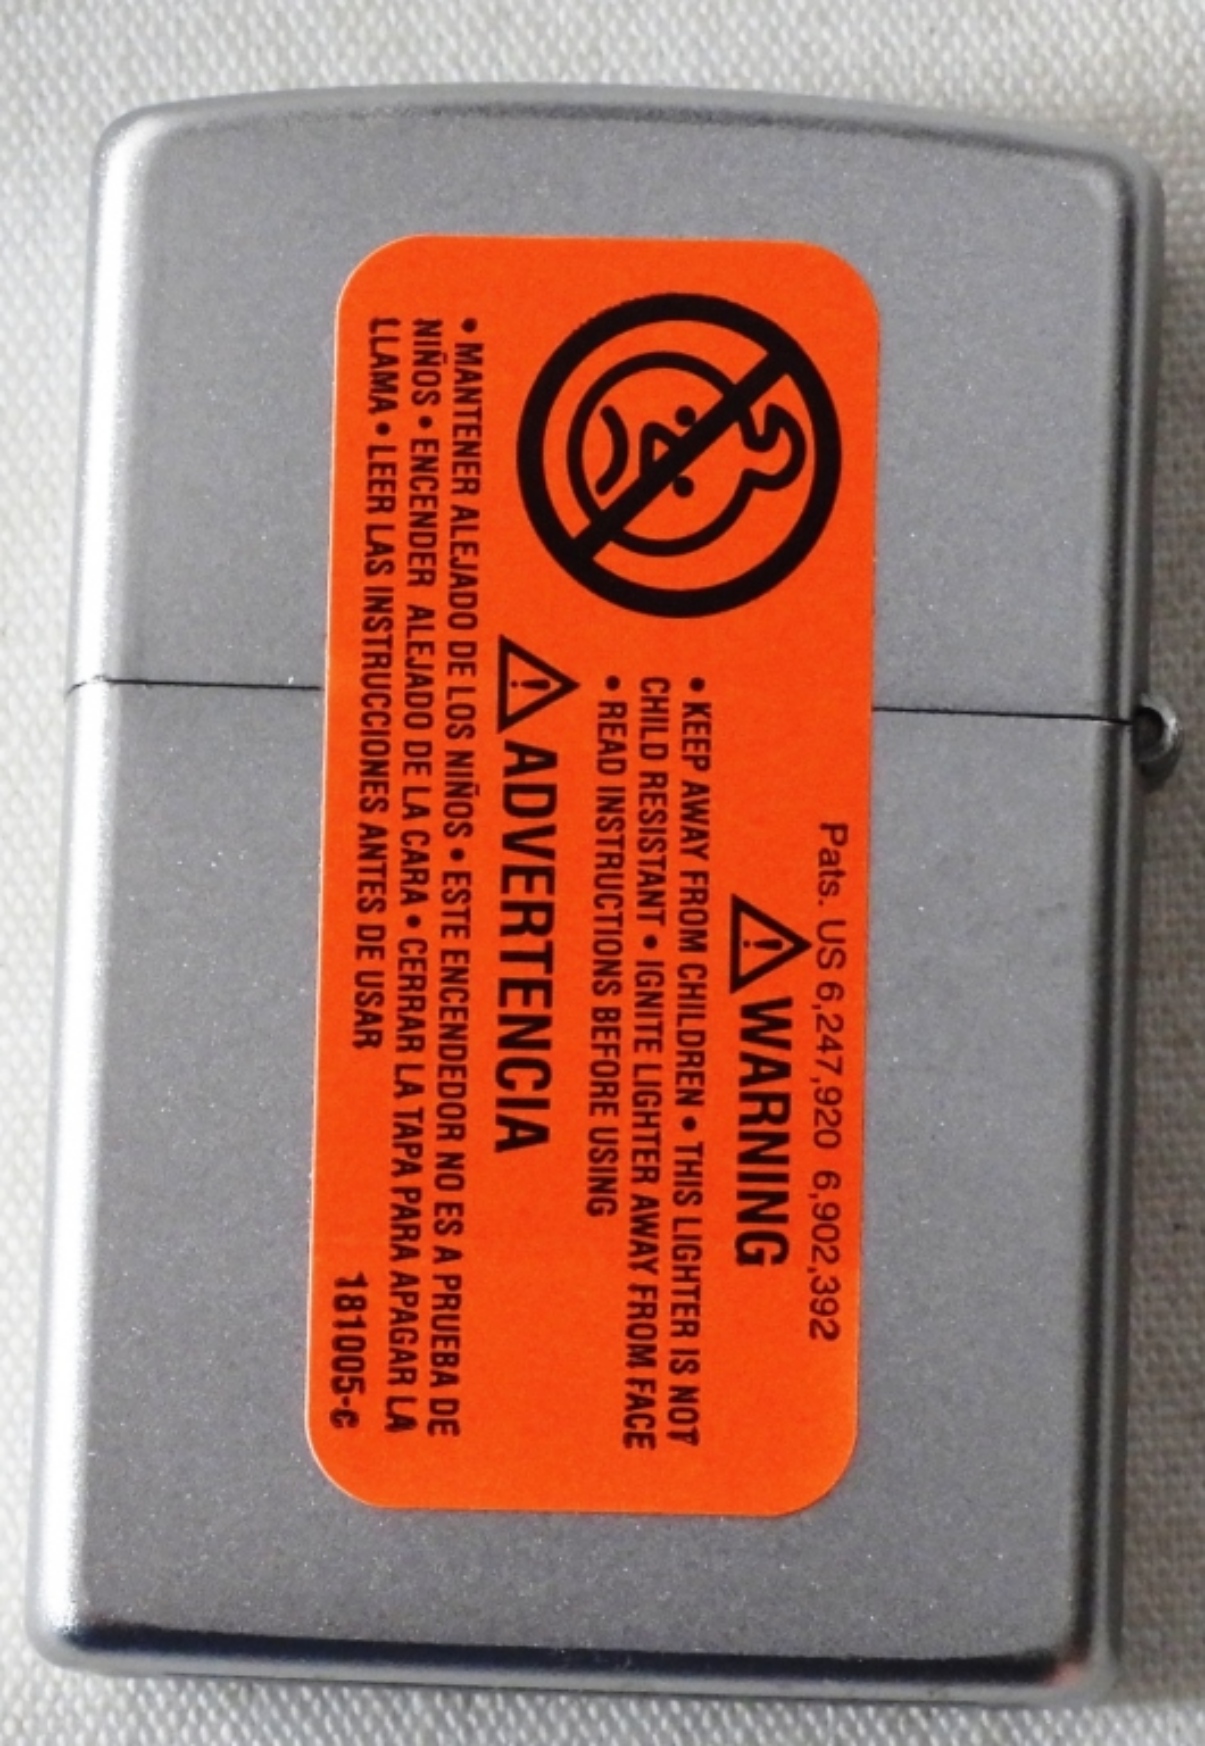 Pats. US 6,247,920 6,902,392
WARNING
• KEEP AWAY FROM CHILDREN • THIS LIGHTER IS NOT
CHILD RESISTANT • IGNITE LIGHTER AWAY FROM FACE
• READ INSTRUCTIONS BEFORE USING
ADVERTENCIA
• MANTENER ALEJADO DE LOS NIÑOS • ESTE ENCENDEDOR NO ES A PRUEBA DE
NIÑOS • ENCENDER ALEJADO DE LA CARA • CERRAR LA TAPA PARA APAGAR LA
LLAMA • LEER LAS INSTRUCCIONES ANTES DE USAR
181005-c